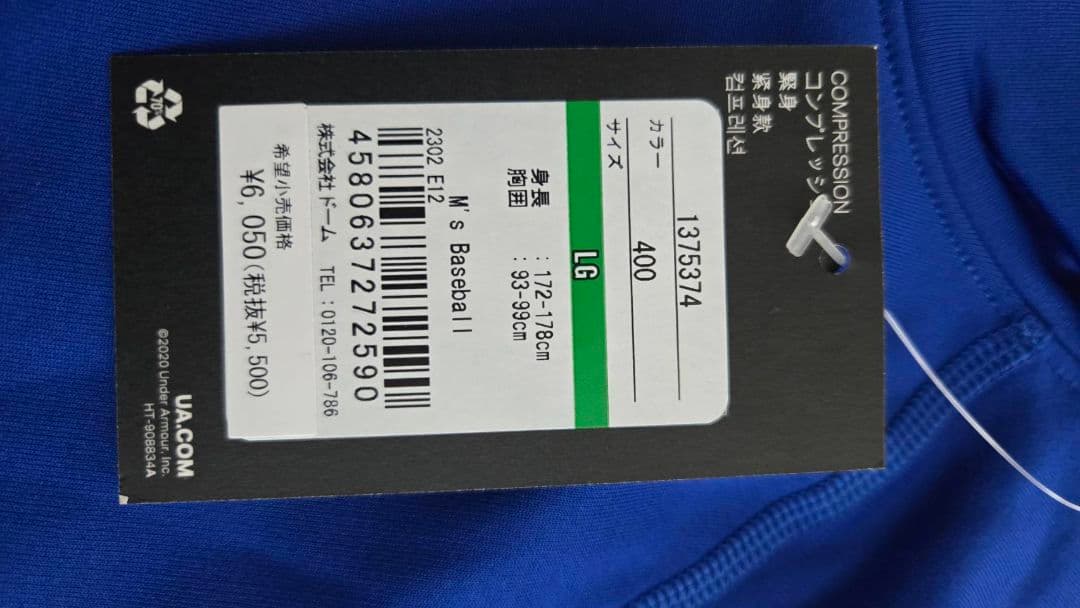 COMPRESSION
コンプレッシ
緊身
緊身款
컴프레션
1375374
カラー 400
サイズ
LG
身長 : 172-178cm
胸囲 : 93-99cm
M's Baseball
2302 E12
4580637272590
株式会社ドーム TEL:0120-106-786
希望小売価格
¥6,050(税抜¥5,500)
70%
UA.COM
©2020 Under Armour, Inc.
HT-908834A